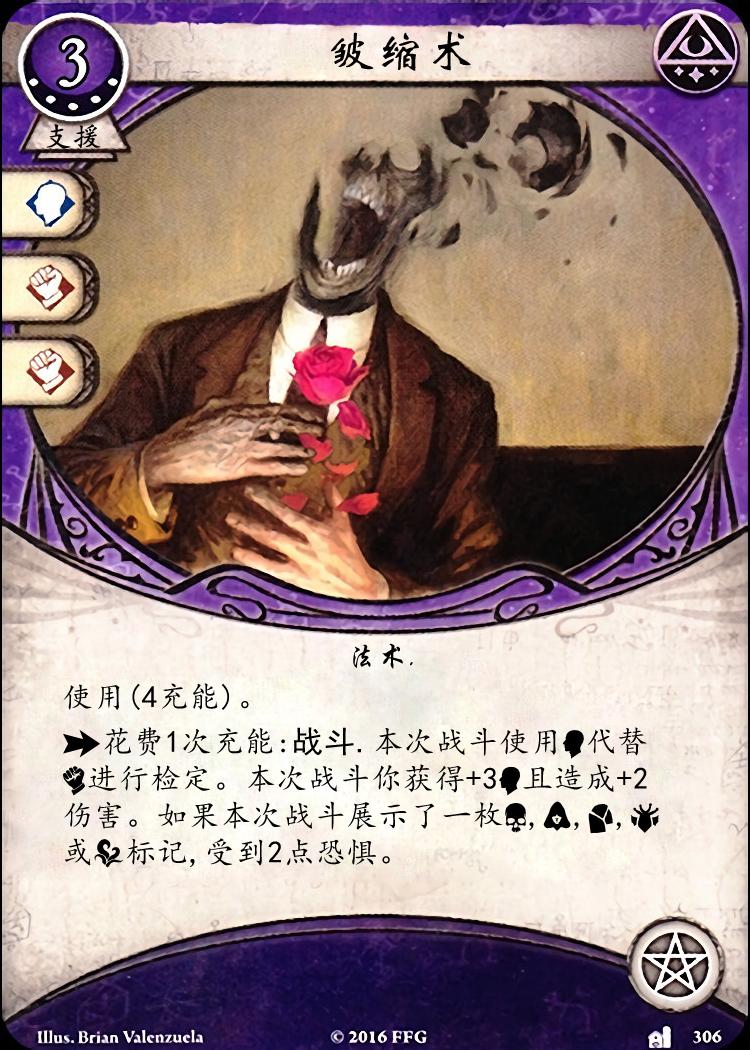 3
皱缩术
支援
法术.
使用(4充能)。
花费1次充能:战斗. 本次战斗使用代替
进行检定。本次战斗你获得+3且造成+2
伤害。如果本次战斗展示了一枚, , , 
或标记,受到2点恐惧。
Illus. Brian Valenzuela
© 2016 FFG
306